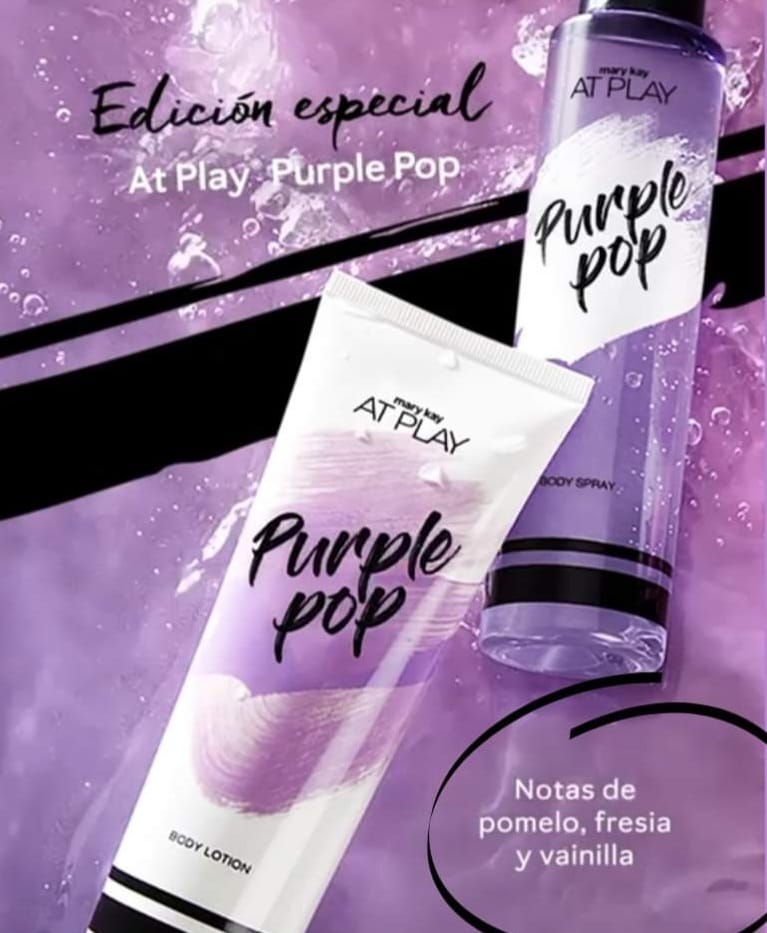 Edición especial
At Play Purple Pop
mary kay
AT PLAY
Purple
pop
BODY SPRAY
mary kay
AT PLAY
Purple
pop
BODY LOTION
Notas de
pomelo, fresia
y vainilla